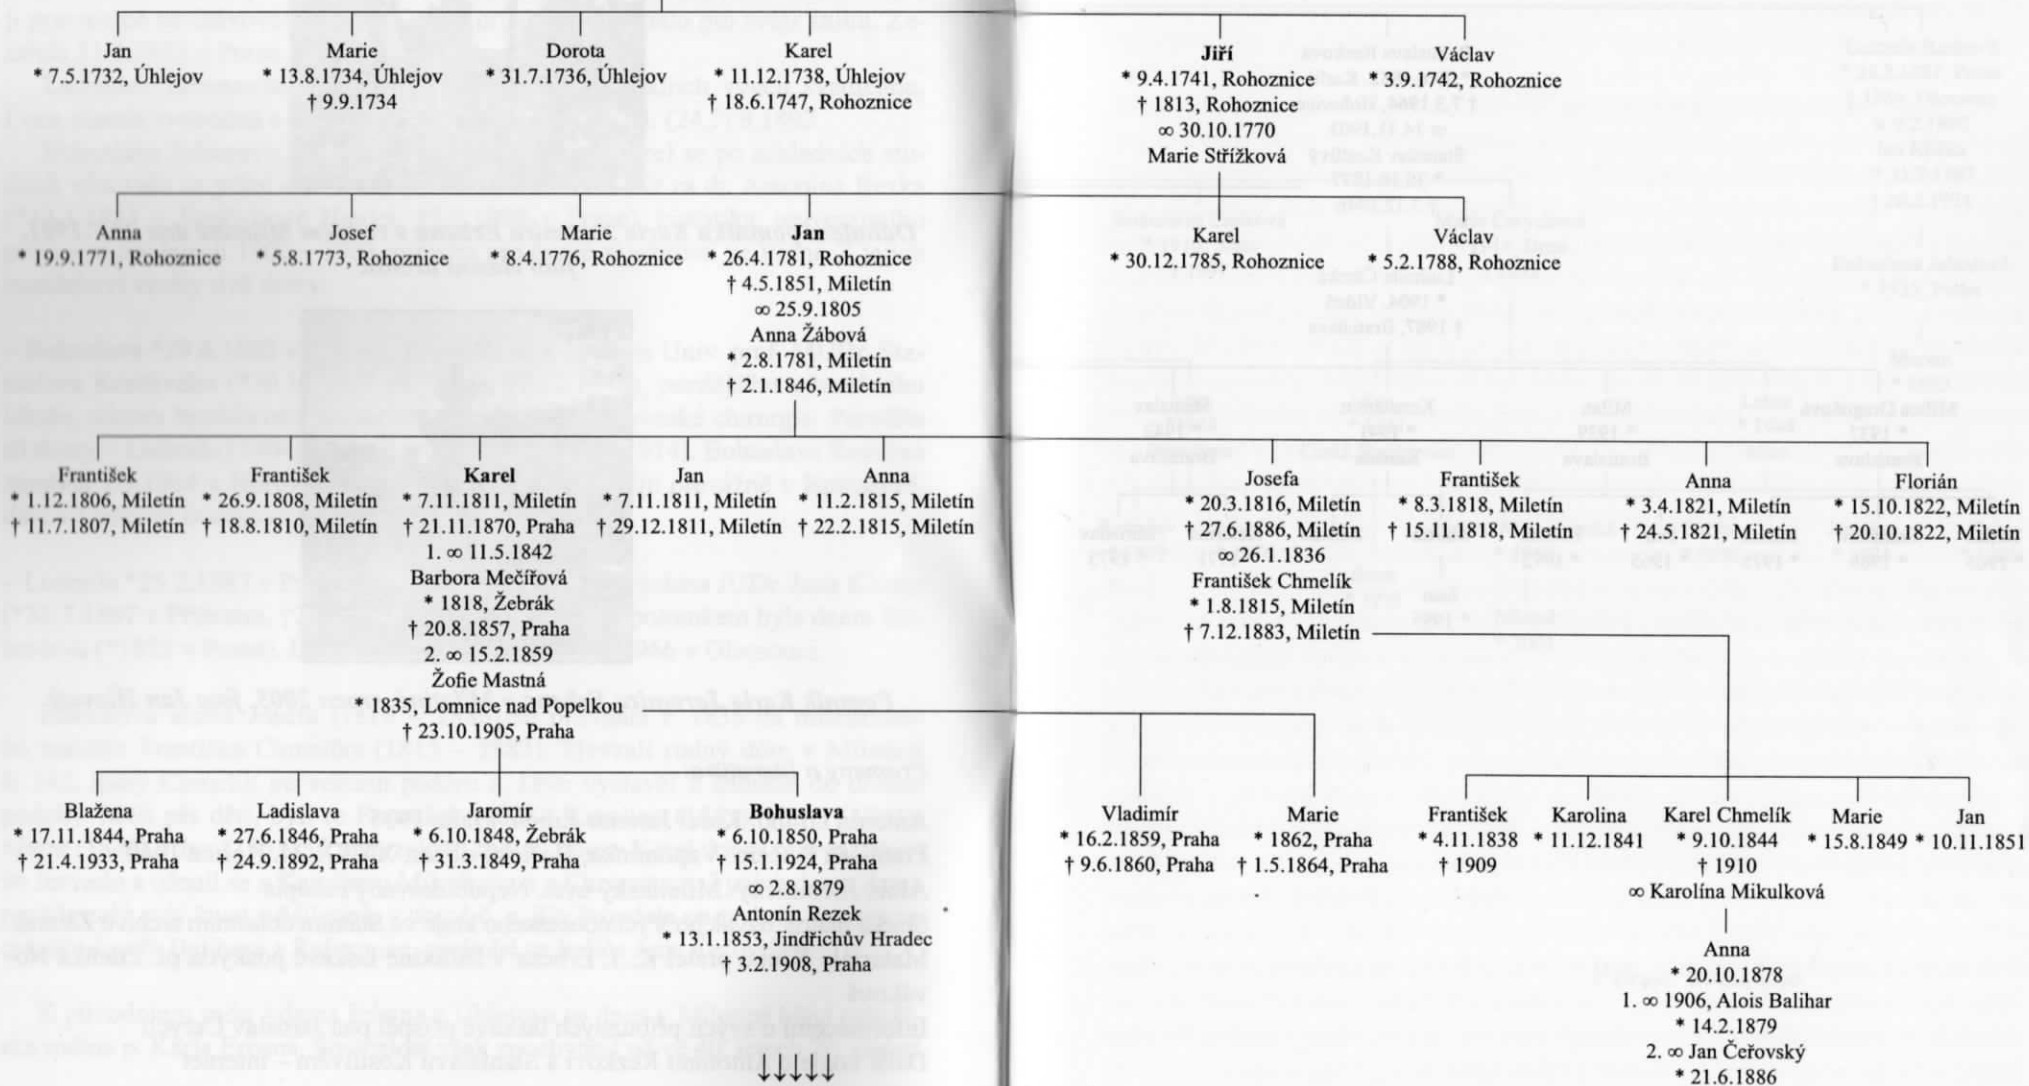 Jan
* 7.5.1732, Úhlejov
Marie
* 13.8.1734, Úhlejov
† 9.9.1734
Dorota
* 31.7.1736, Úhlejov
Karel
* 11.12.1738, Úhlejov
† 18.6.1747, Rohoznice
Jiří
* 9.4.1741, Rohoznice
† 1813, Rohoznice
∞ 30.10.1770
Marie Střížková
Václav
* 3.9.1742, Rohoznice
Anna
* 19.9.1771, Rohoznice
Josef
* 5.8.1773, Rohoznice
Marie
* 8.4.1776, Rohoznice
Jan
* 26.4.1781, Rohoznice
† 4.5.1851, Miletín
∞ 25.9.1805
Anna Žábová
* 2.8.1781, Miletín
† 2.1.1846, Miletín
Karel
* 30.12.1785, Rohoznice
Václav
* 5.2.1788, Rohoznice
František
* 1.12.1806, Miletín
† 11.7.1807, Miletín
František
* 26.9.1808, Miletín
† 18.8.1810, Miletín
Karel
* 7.11.1811, Miletín
† 21.11.1870, Praha
1. ∞ 11.5.1842
Barbora Mečířová
* 1818, Žebrák
† 20.8.1857, Praha
2. ∞ 15.2.1859
Žofie Mastná
* 1835, Lomnice nad Popelkou
† 23.10.1905, Praha
Jan
* 7.11.1811, Miletín
† 29.12.1811, Miletín
Anna
* 11.2.1815, Miletín
† 22.2.1815, Miletín
Josefa
* 20.3.1816, Miletín
† 27.6.1886, Miletín
∞ 26.1.1836
František Chmelík
* 1.8.1815, Miletín
† 7.12.1883, Miletín
František
* 8.3.1818, Miletín
† 15.11.1818, Miletín
Anna
* 3.4.1821, Miletín
† 24.5.1821, Miletín
Florián
* 15.10.1822, Miletín
† 20.10.1822, Miletín
Blažena
* 17.11.1844, Praha
† 21.4.1933, Praha
Ladislava
* 27.6.1846, Praha
† 24.9.1892, Praha
Jaromír
* 6.10.1848, Žebrák
† 31.3.1849, Praha
Bohuslava
* 6.10.1850, Praha
† 16.11.1924, Praha
∞ 2.8.1879
Antonín Rezek
* 13.1.1853, Jindřichův Hradec
† 3.2.1908, Praha
↓↓↓↓↓
Vladimír
* 16.2.1859, Praha
† 9.6.1860, Praha
Marie
* 1862, Praha
† 1.5.1864, Praha
František
* 4.11.1838
† 1909
Karolina
* 11.12.1841
Karel Chmelík
* 9.10.1844
† 1910
∞ Karolína Mikulková
Marie
* 15.8.1849
Jan
* 10.11.1851
Anna
* 20.10.1878
1. ∞ 1906, Alois Balihar
* 14.2.1879
2. ∞ Jan Čeřovský
* 21.6.1886